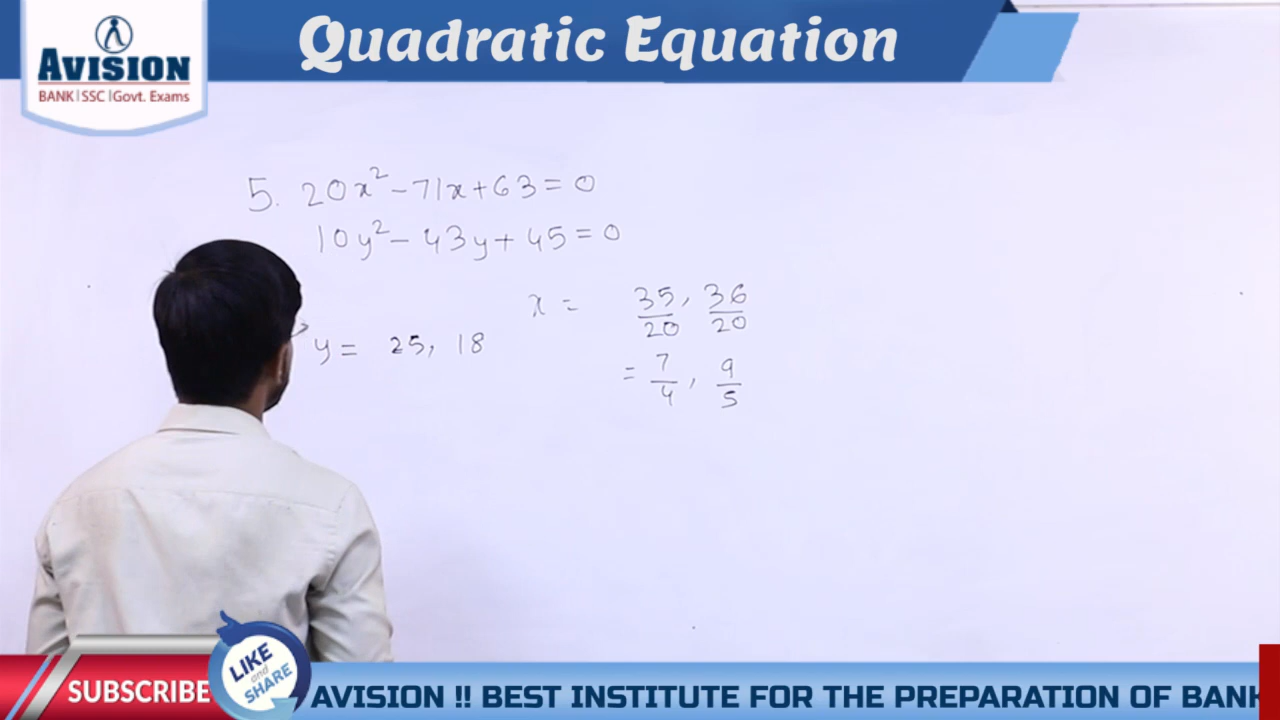 Quadratic Equation
AVISION
BANK | SSC | Govt. Exams
5. 20x² - 71x + 63 = 0
10y² - 43y + 45 = 0
x = 35/20, 36/20
y = 25, 18
= 7/4, 9/5
SUBSCRIBE
LIKE
and
SHARE
AVISION !! BEST INSTITUTE FOR THE PREPARATION OF BANK